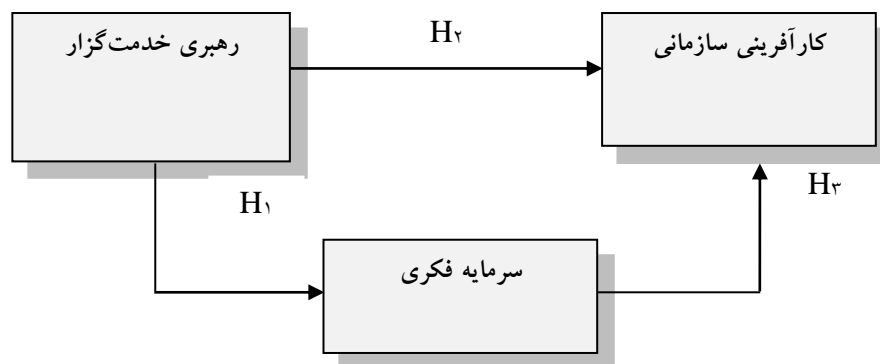 رهبری خدمت‌گزار
H۲
کارآفرینی سازمانی
H۱
H۳
سرمایه فکری